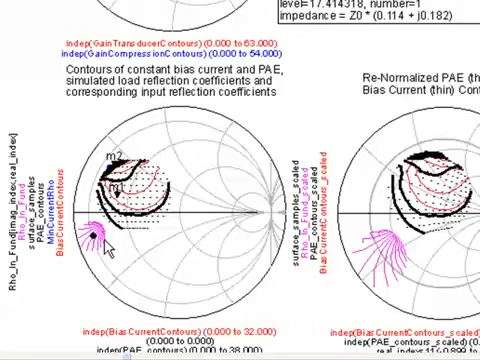 level=17.414318, number=1
impedance = Z0 * (0.114 + j0.182)
indep(GainTransducerContours) (0.000 to 63.000)
indep(GainCompressionContours) (0.000 to 54.000)
Contours of constant bias current and PAE,
simulated load reflection coefficients and
corresponding input reflection coefficients
Re-Normalized PAE (th
Bias Current (thin) Cont
m2
m1
Rho_In_Fund[imag_index(real_index]
Rho_In_Fund
surface_samples
PAE_contours
MinCurrentRho
BiasCurrentContours
surface_samples_scaled
Rho_In_Fund_scaled
PAE_contours_scaled
BiasCurrentContours_scaled
indep(BiasCurrentContours) (0.000 to 32.000)
(0.000 to 0.000)
indep(PAE_contours) (0.000 to 38.000)
indep(BiasCurrentContours_scaled)
indep(PAE_contours_scaled) (0